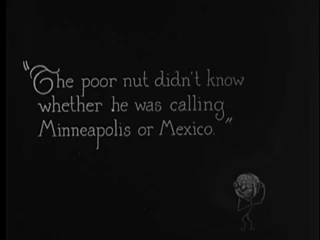 "The poor nut didn't know
whether he was calling
Minneapolis or Mexico."